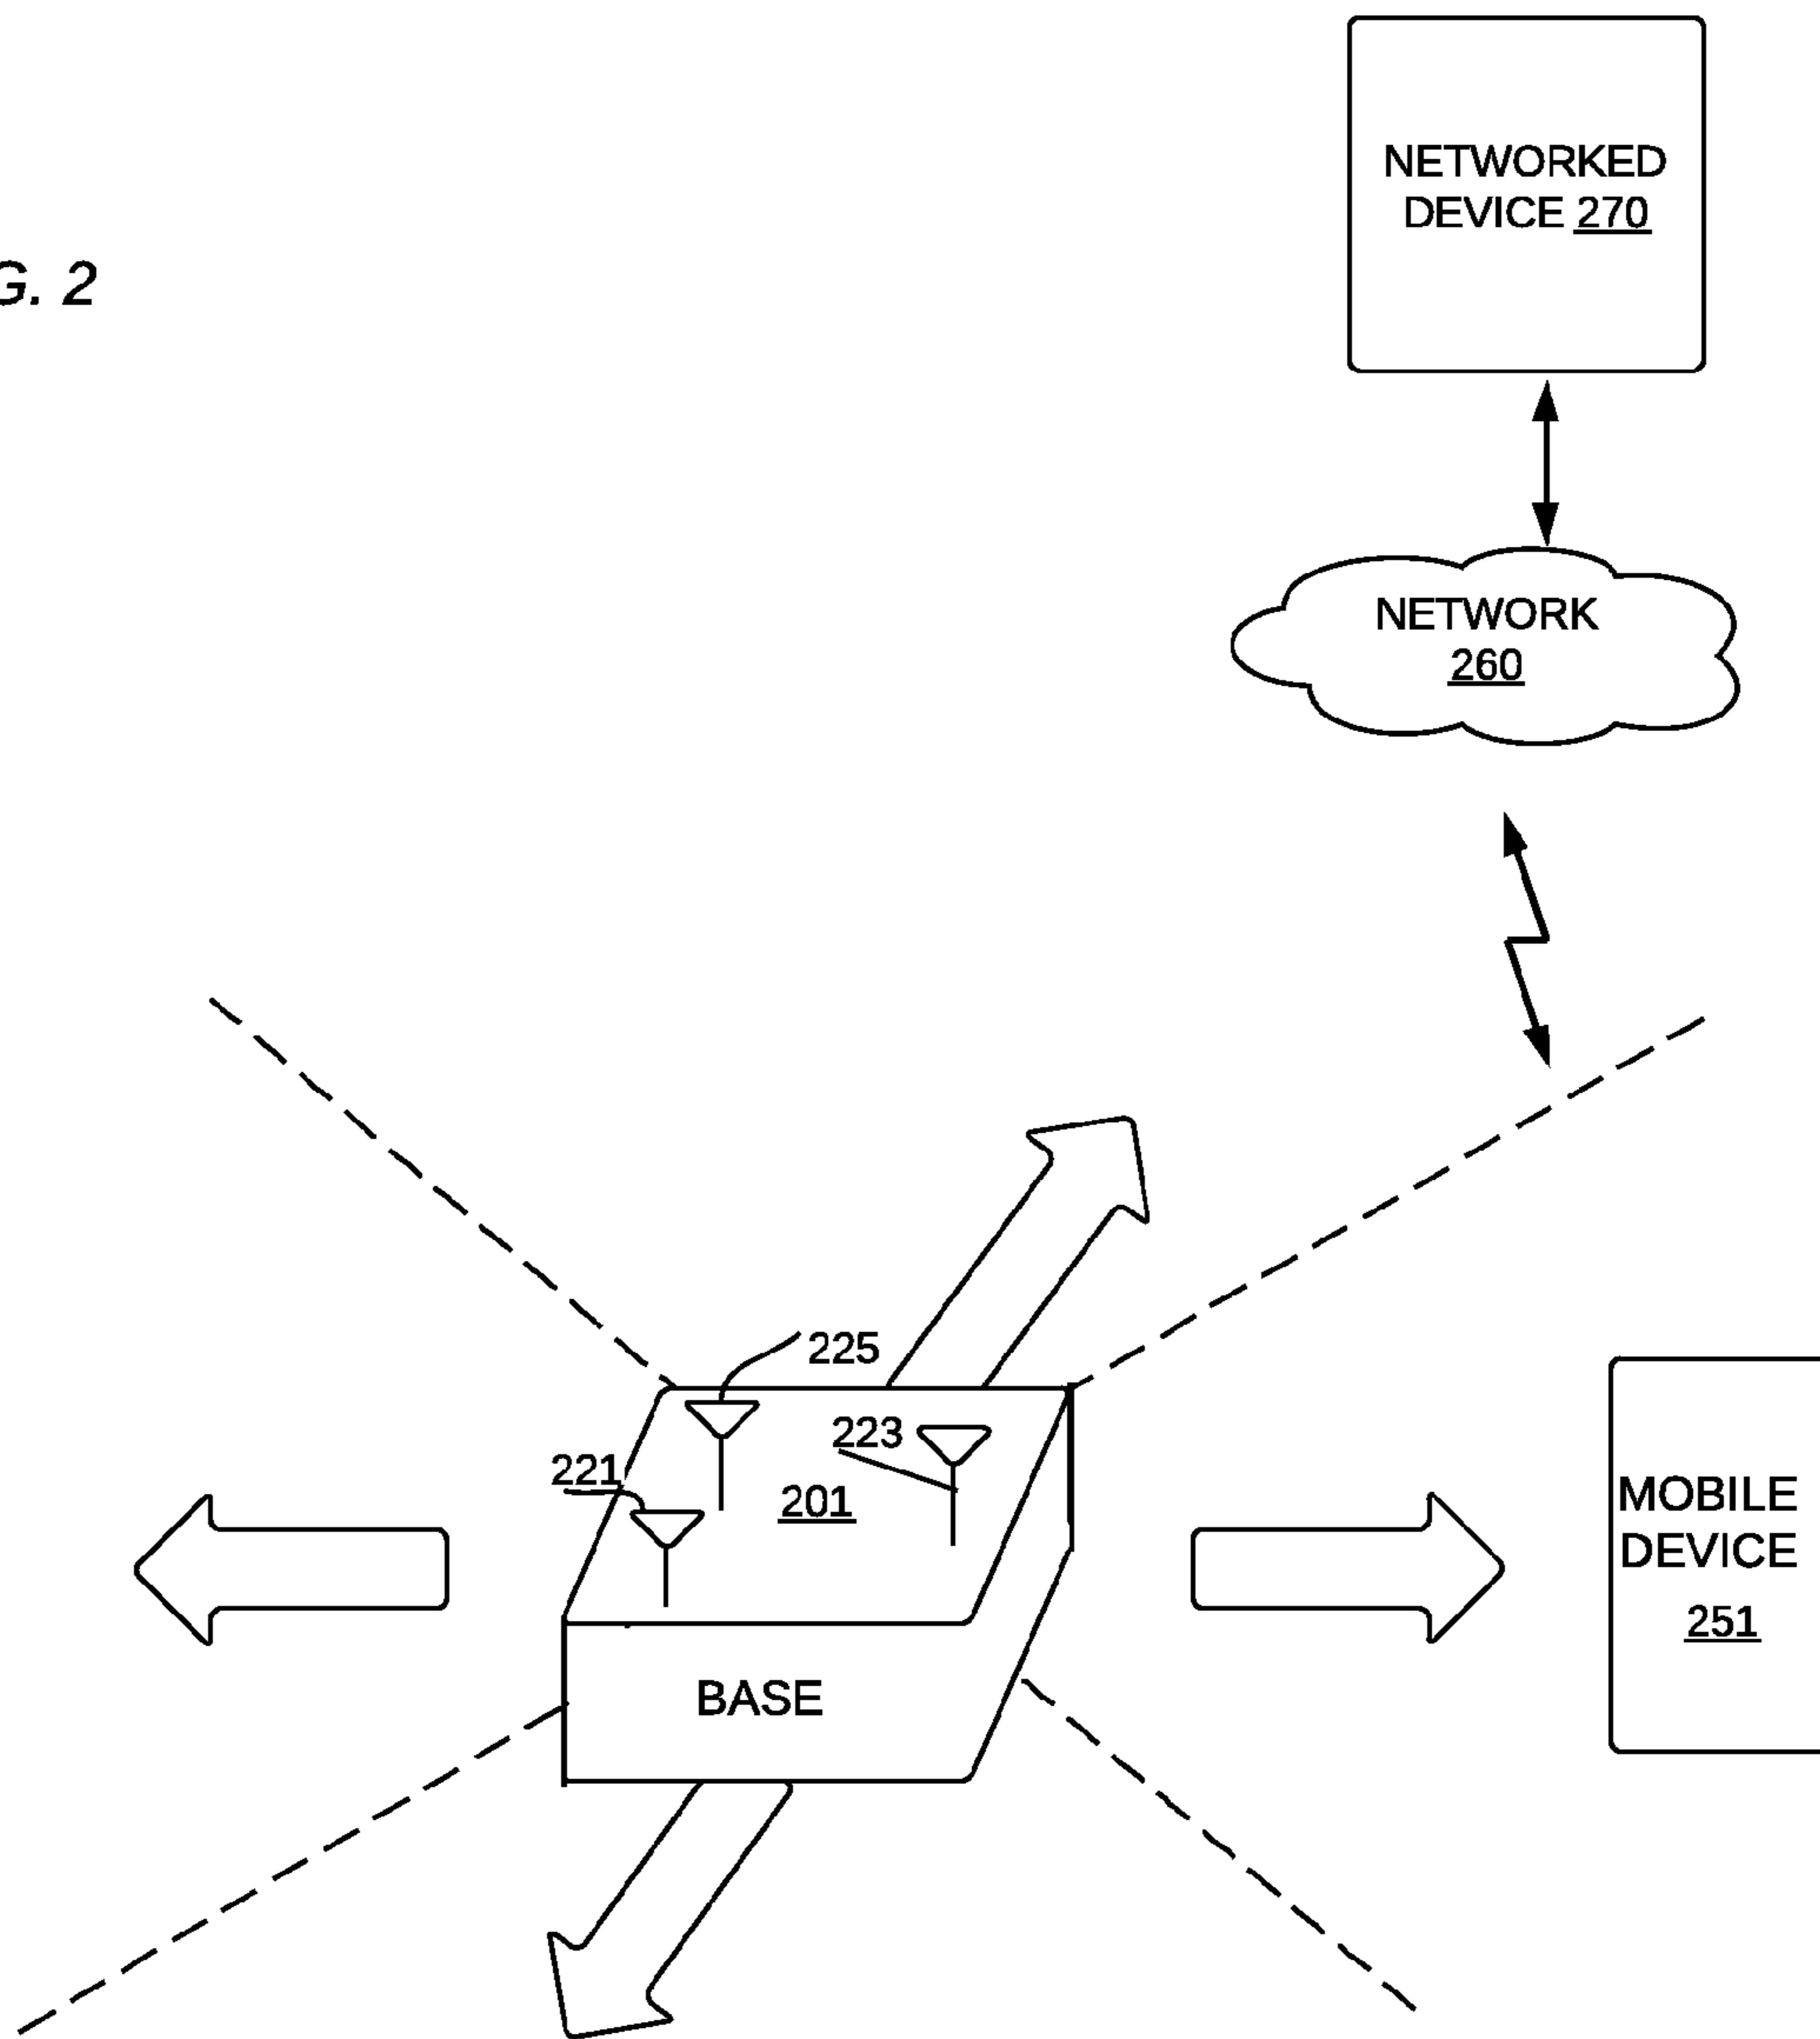 NETWORKED
DEVICE 270
G. 2
NETWORK
260
225
223
221
201
MOBILE
DEVICE
251
BASE